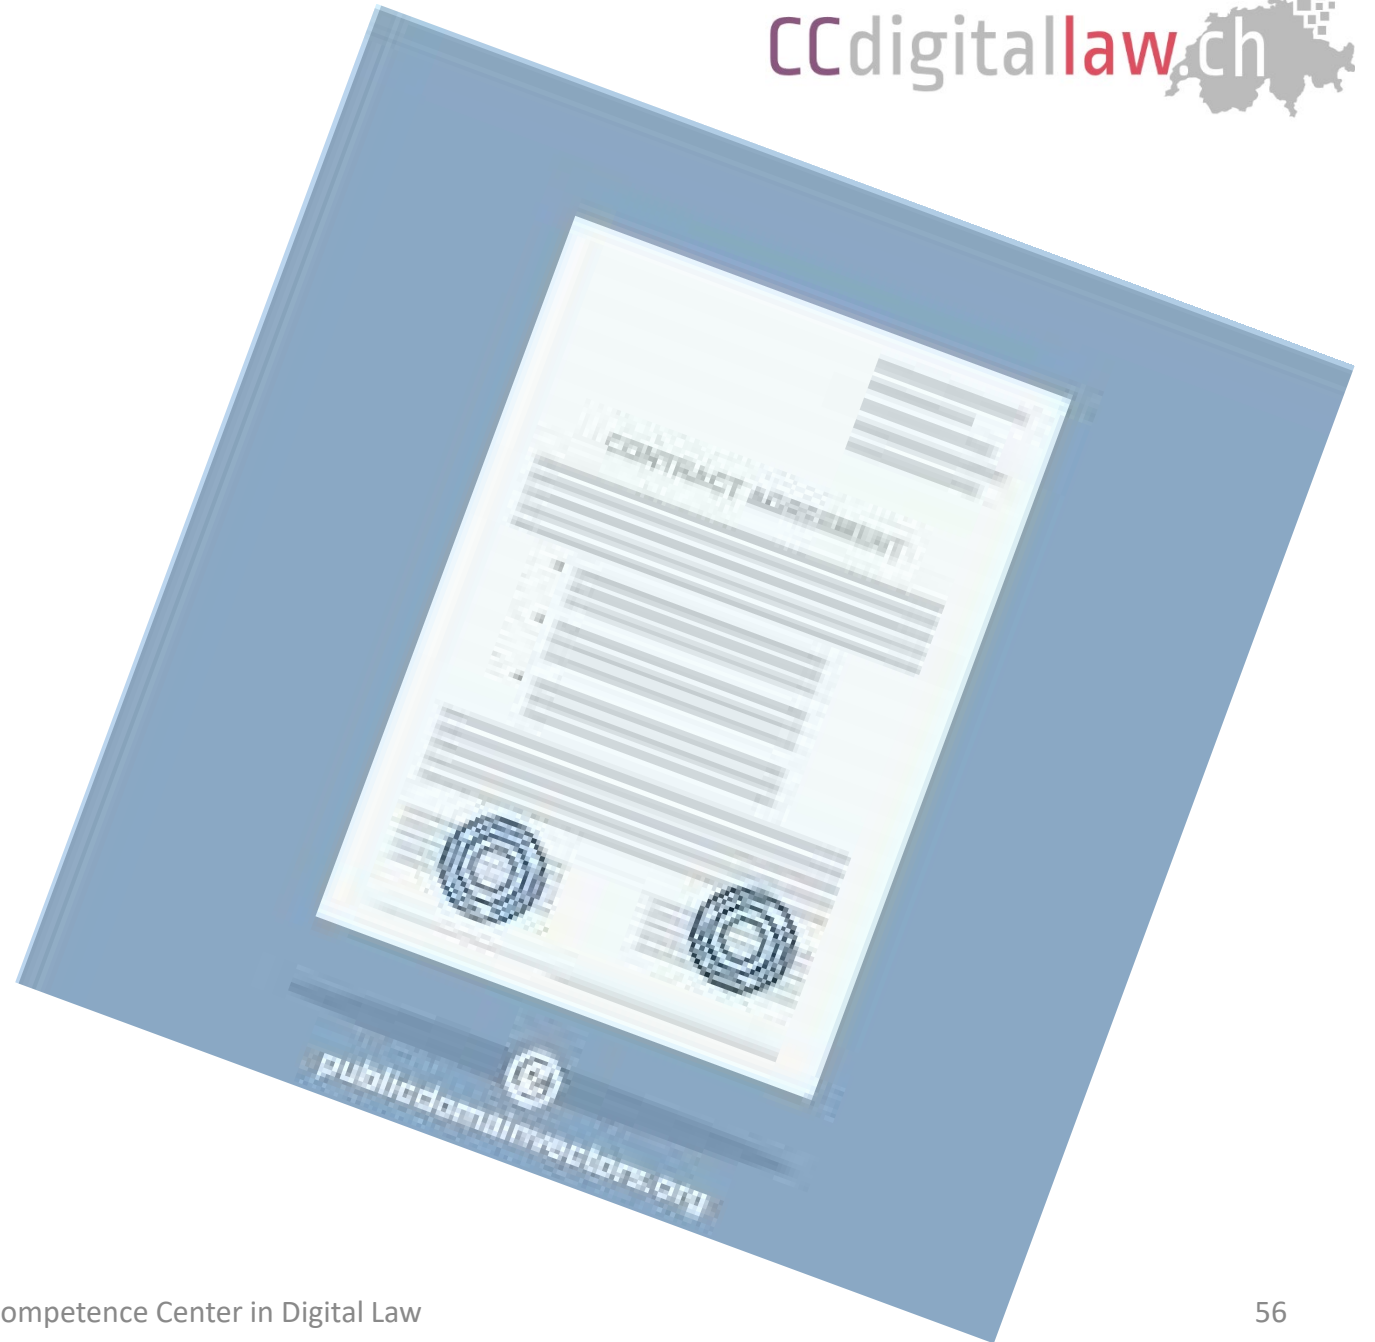 CCdigitallaw.ch
CONTRACT AGREEMENT
publicdomainvectors.org
ompetence Center in Digital Law
56